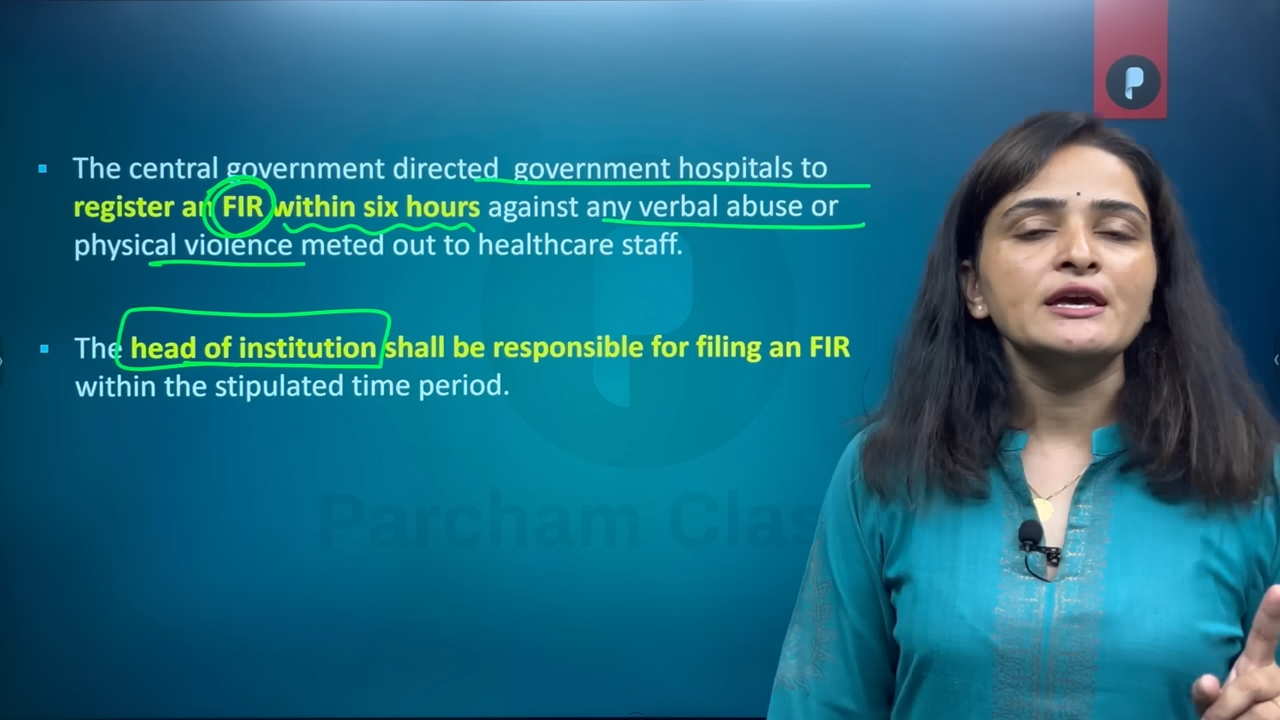 The central government directed government hospitals to
register an FIR within six hours against any verbal abuse or
physical violence meted out to healthcare staff.
The head of institution shall be responsible for filing an FIR
within the stipulated time period.
Parcham Clas